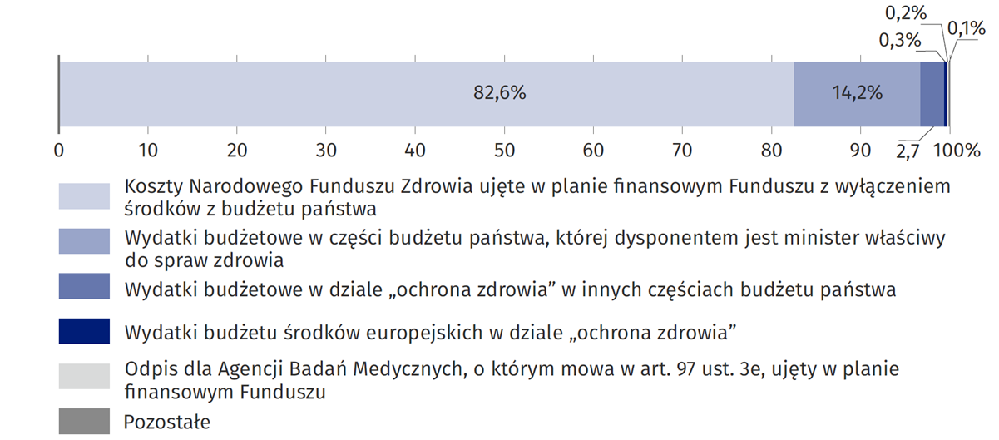 0,2%
0,1%
0,3%
82,6%
14,2%
0 10 20 30 40 50 60 70 80 90 2,7 100%
Koszty Narodowego Funduszu Zdrowia ujęte w planie finansowym Funduszu z wyłączeniem
środków z budżetu państwa
Wydatki budżetowe w części budżetu państwa, której dysponentem jest minister właściwy
do spraw zdrowia
Wydatki budżetowe w dziale „ochrona zdrowia” w innych częściach budżetu państwa
Wydatki budżetu środków europejskich w dziale „ochrona zdrowia”
Odpis dla Agencji Badań Medycznych, o którym mowa w art. 97 ust. 3e, ujęty w planie
finansowym Funduszu
Pozostałe